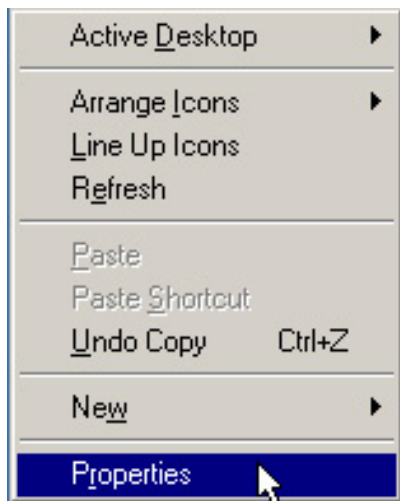 Active Desktop
Arrange Icons
Line Up Icons
Refresh
Paste
Paste Shortcut
Undo Copy Ctrl+Z
New
Properties